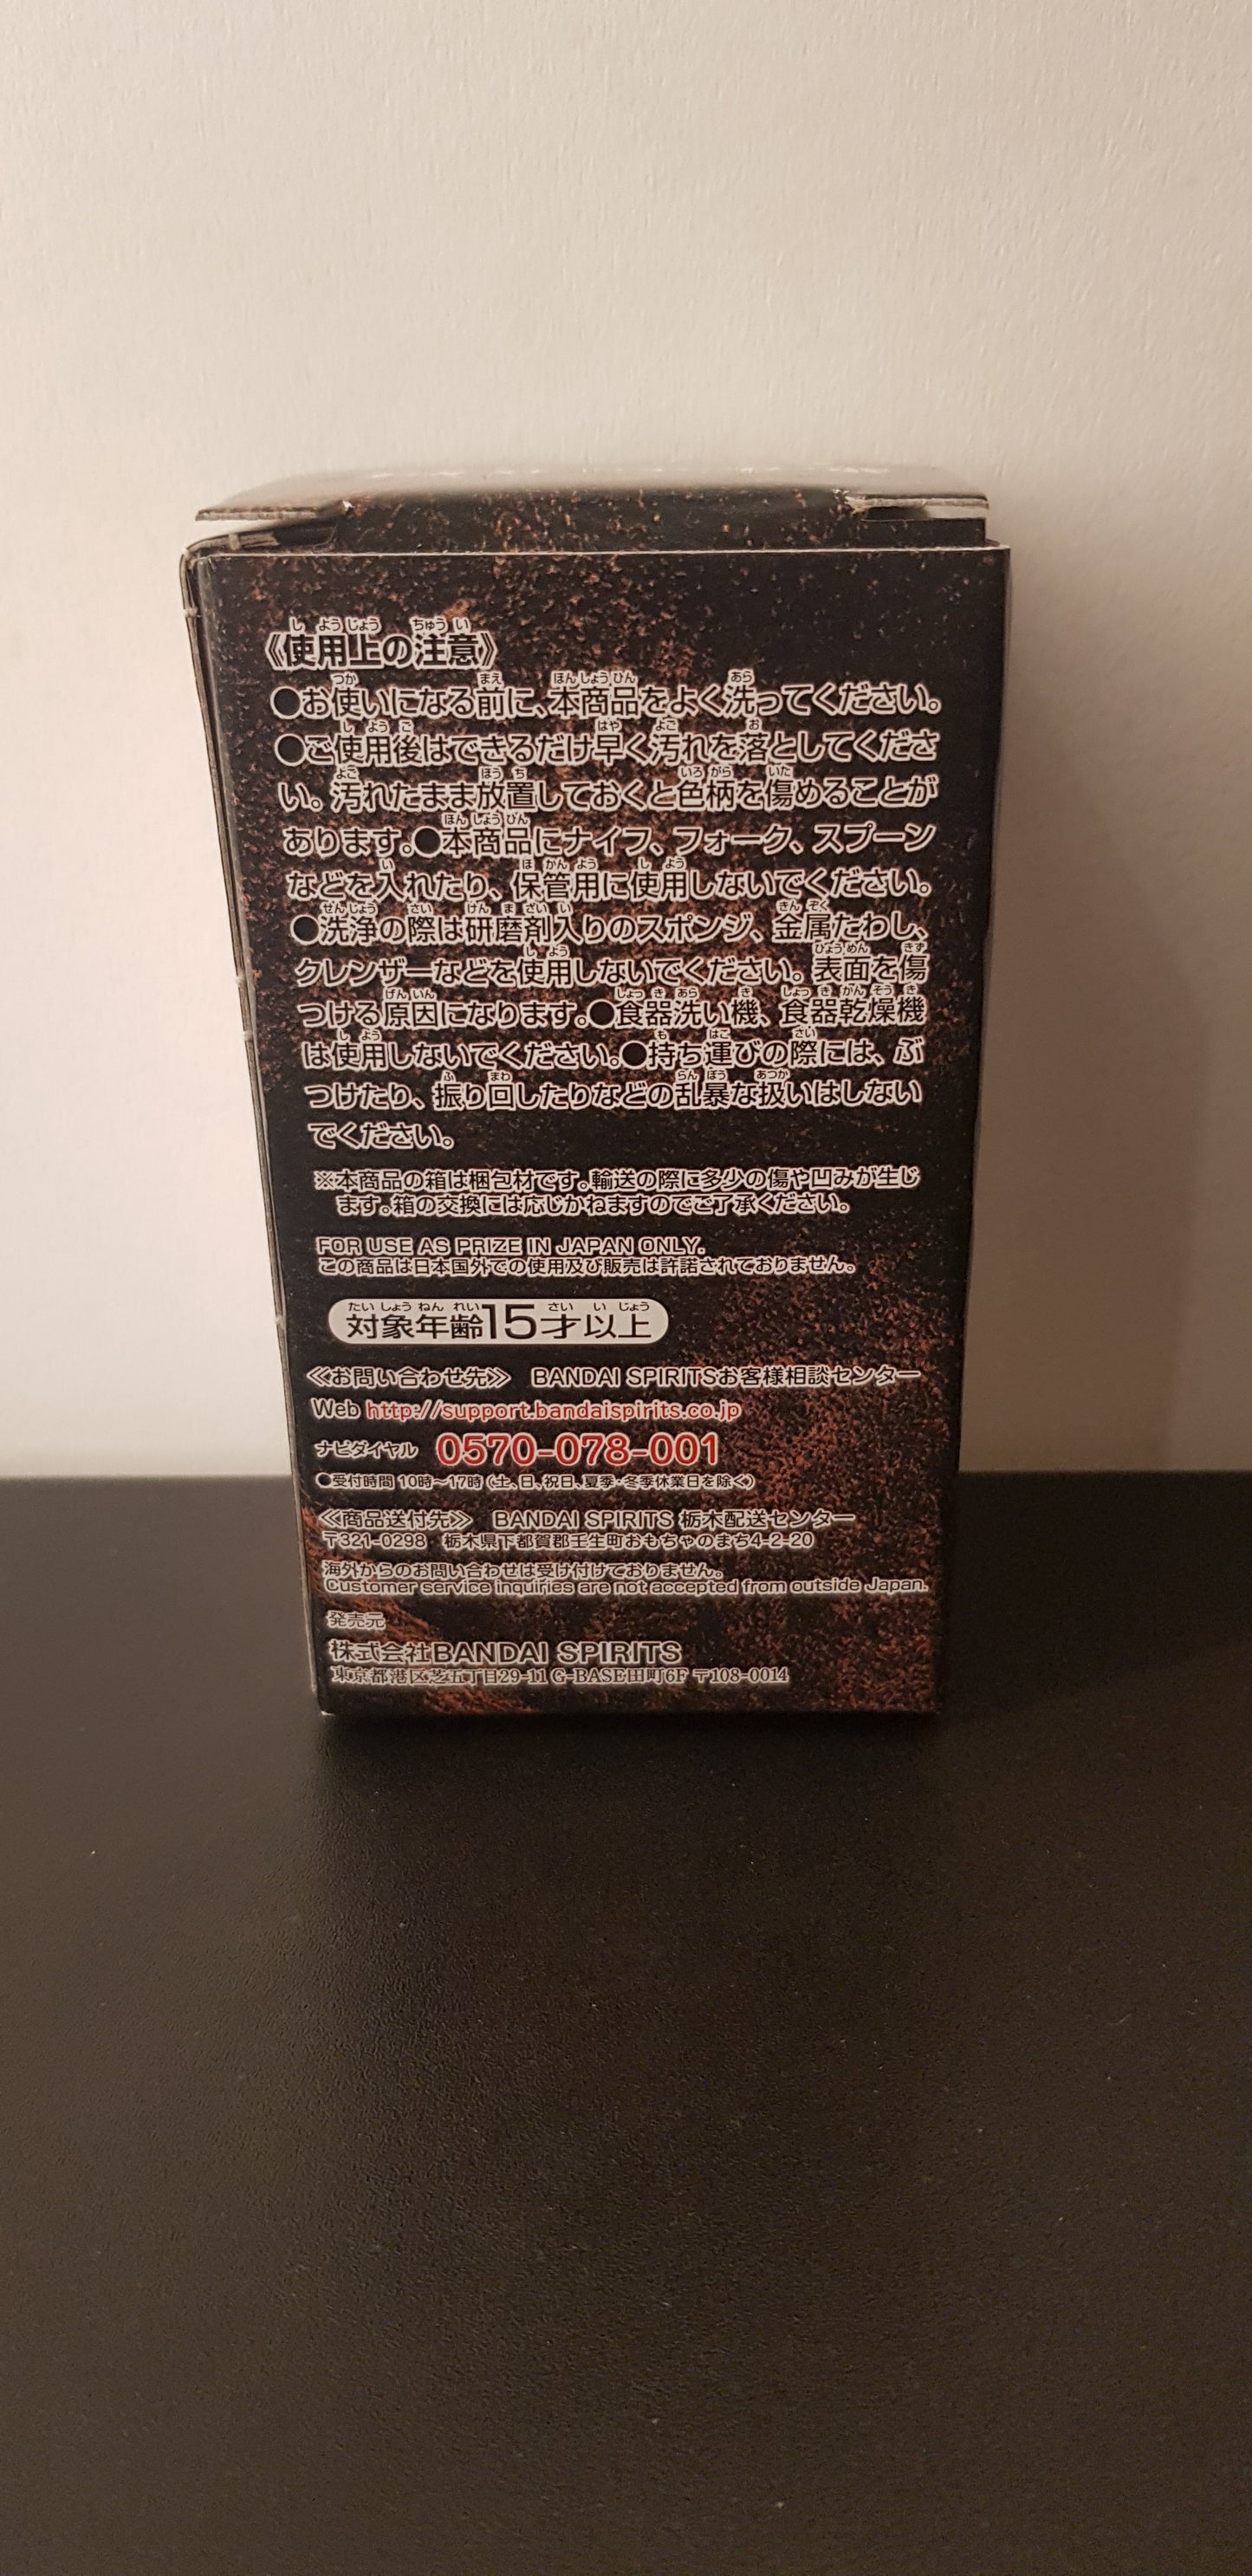 《使用上の注意》
●お使いになる前に、本商品をよく洗ってください。
●ご使用後はできるだけ早く汚れを落としてくださ
い。汚れたまま放置しておくと色柄を傷めることが
あります。●本商品にナイフ、フォーク、スプーン
などを入れたり、保管用に使用しないでください。
●洗浄の際は研磨剤入りのスポンジ、金属たわし、
クレンザーなどを使用しないでください。表面を傷
つける原因になります。●食器洗い機、食器乾燥機
は使用しないでください。●持ち運びの際には、ぶ
つけたり、振り回したりなどの乱暴な扱いはしない
でください。
※本商品の箱は梱包材です。輸送の際に多少の傷や凹みが生じ
ます。箱の交換には応じかねますのでご了承ください。
FOR USE AS PRIZE IN JAPAN ONLY.
この商品は日本国外での使用及び販売は許諾されておりません。
対象年齢15才以上
≪お問い合わせ先≫ BANDAI SPIRITSお客様相談センター
Web http://support.bandaispirits.co.jp
ナビダイヤル 0570-078-001
●受付時間 10時～17時 (土、日、祝日、夏季・冬季休業日を除く)
≪商品送付先≫ BANDAI SPIRITS 栃木配送センター
〒321-0298 栃木県下都賀郡壬生町おもちゃのまち4-2-20
海外からのお問い合わせは受け付けておりません。
Customer service inquiries are not accepted from outside Japan.
発売元
株式会社BANDAI SPIRITS
東京都港区芝五丁目29-11 G-BASE田町6F 〒108-0014